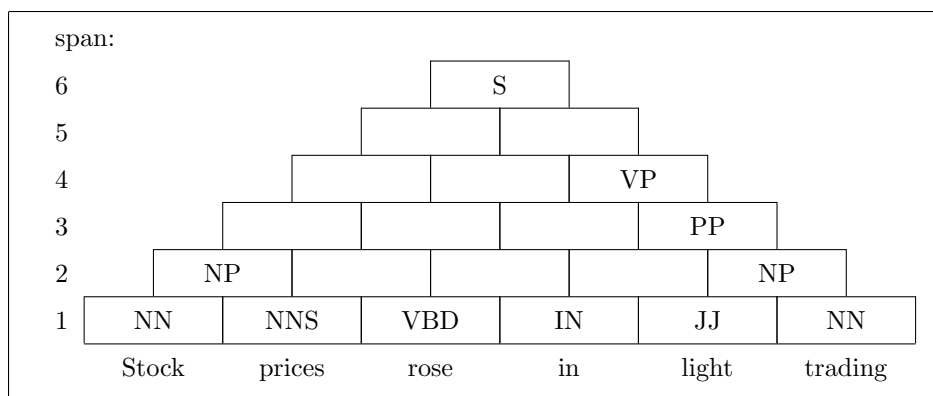 span:
6 S
5
4 VP
3 PP
2 NP NP
1 NN NNS VBD IN JJ NN
Stock prices rose in light trading